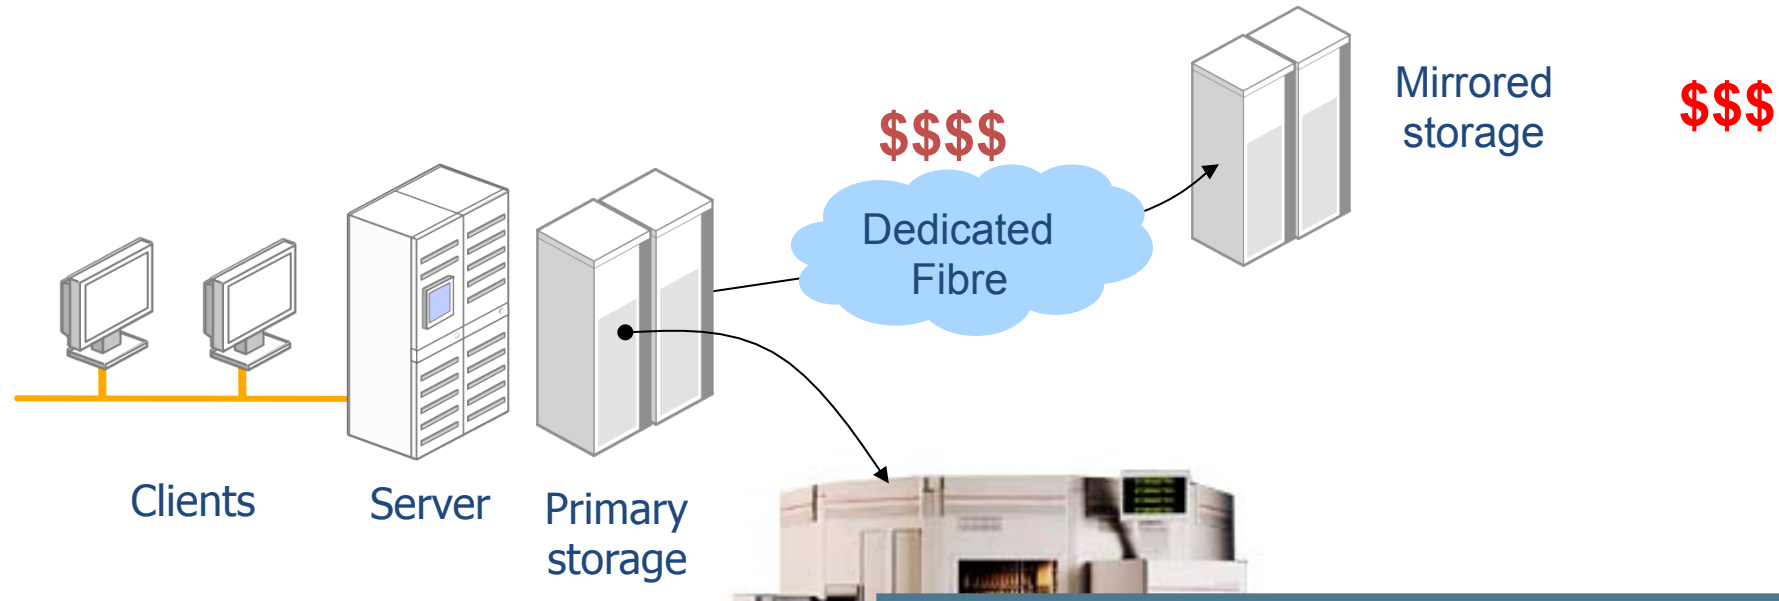 $$$$
Mirrored
storage
$$$
Dedicated
Fibre
Clients
Server
Primary
storage